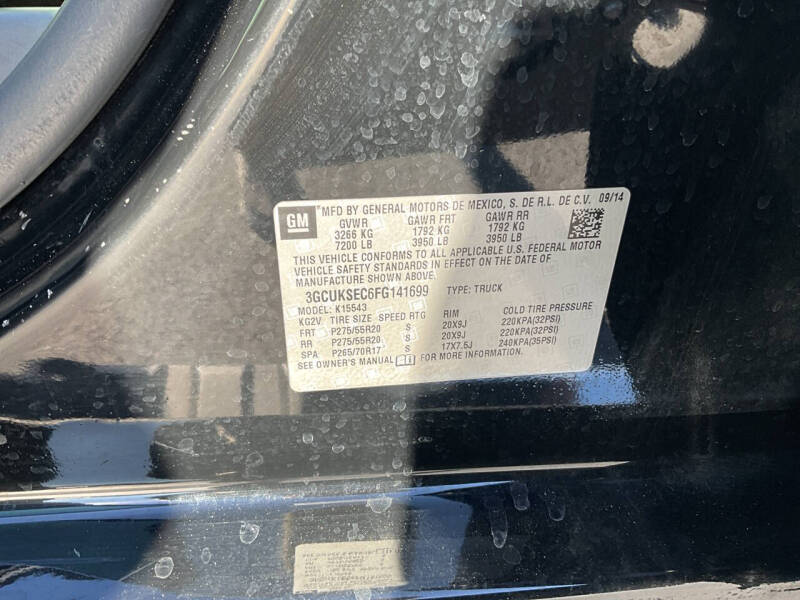 GM MFD BY GENERAL MOTORS DE MEXICO, S. DE R.L. DE C.V. 09/14
GVWR GAWR FRT GAWR RR
3266 KG 1792 KG 1792 KG
7200 LB 3950 LB 3950 LB
THIS VEHICLE CONFORMS TO ALL APPLICABLE U.S. FEDERAL MOTOR
VEHICLE SAFETY STANDARDS IN EFFECT ON THE DATE OF
MANUFACTURE SHOWN ABOVE.
3GCUKSEC6FG141699 TYPE: TRUCK
MODEL: K15543
KG2V TIRE SIZE SPEED RTG RIM COLD TIRE PRESSURE
FRT P275/55R20 S 20X9J 220KPA(32PSI)
RR P275/55R20 S 20X9J 220KPA(32PSI)
SPA P265/70R17 S 17X7.5J 240KPA(35PSI)
SEE OWNER'S MANUAL FOR MORE INFORMATION.